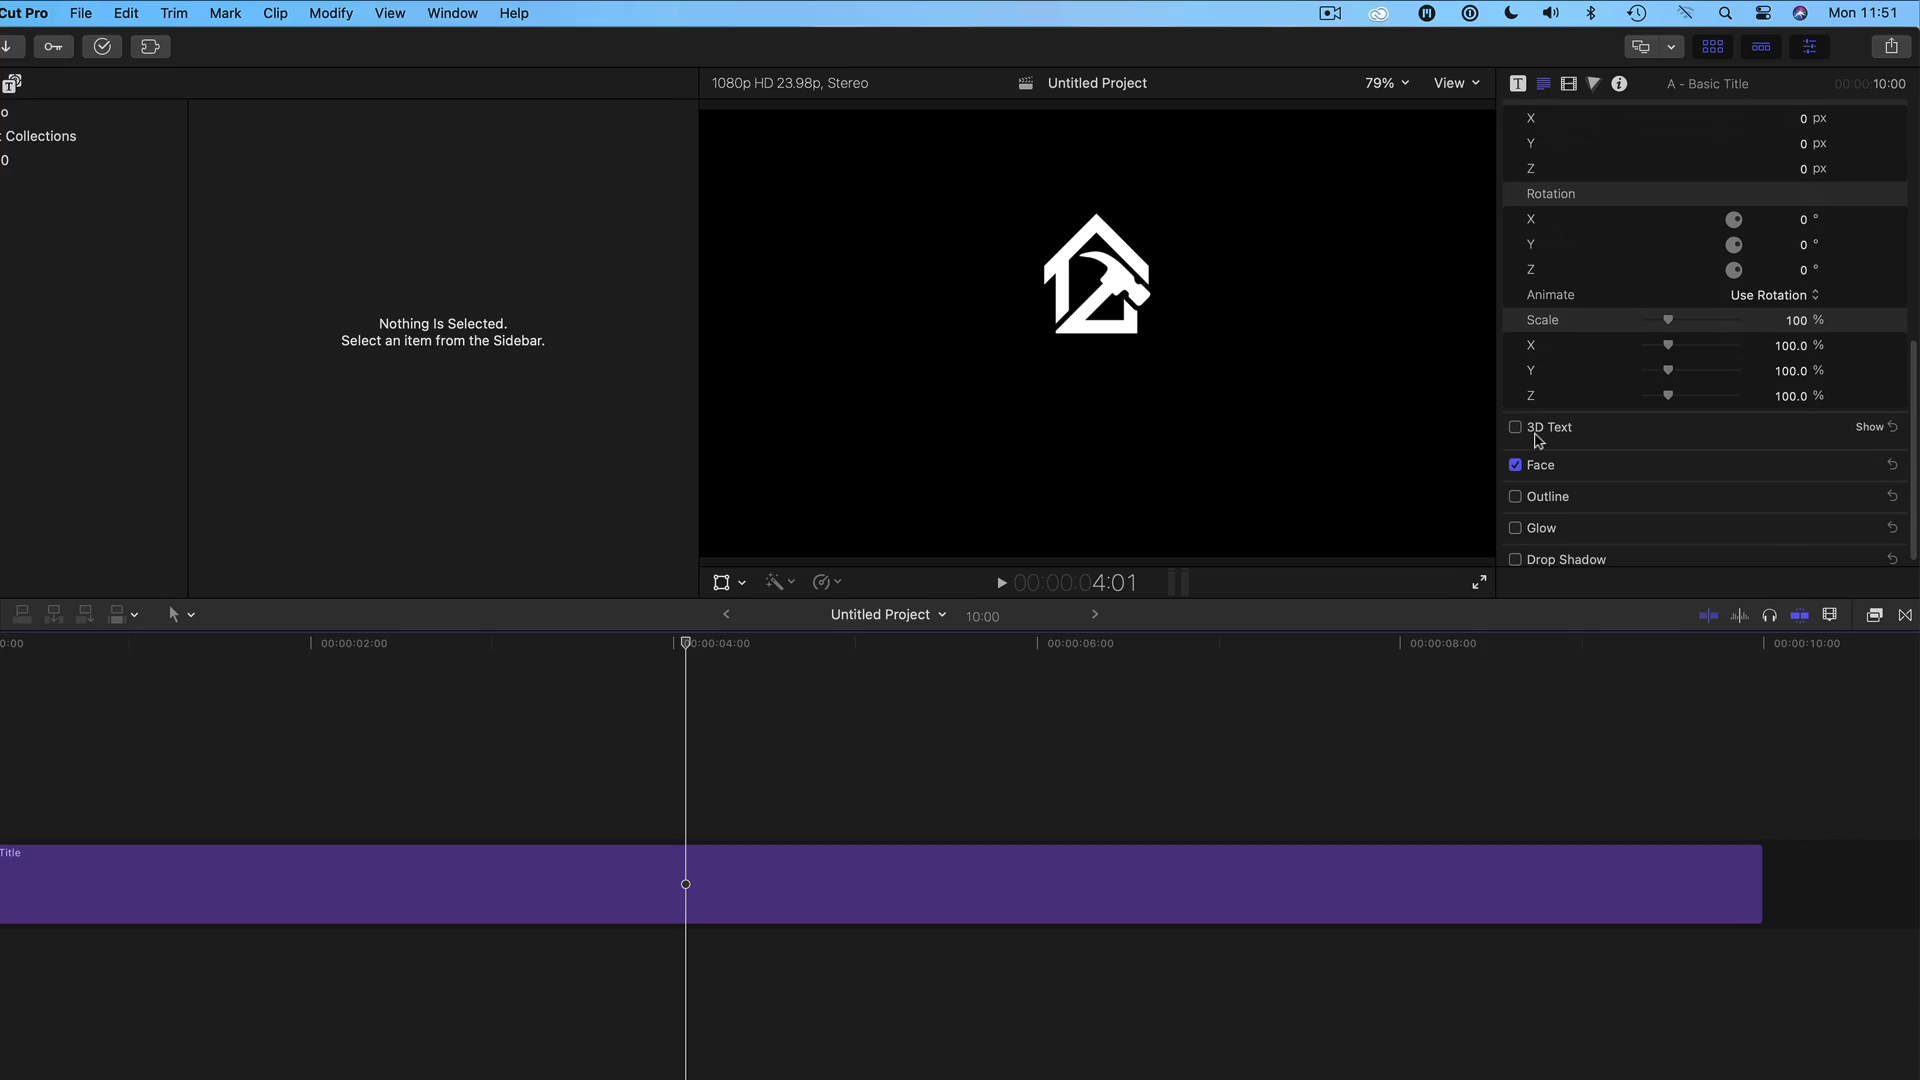 Cut Pro File Edit Trim Mark Clip Modify View Window Help Mon 11:51
1080p HD 23.98p, Stereo Untitled Project 79% View A - Basic Title 00:00:10:00
o
t Collections
0
Nothing Is Selected.
Select an item from the Sidebar.
X 0 px
Y 0 px
Z 0 px
Rotation
X 0 °
Y 0 °
Z 0 °
Animate Use Rotation
Scale 100 %
X 100.0 %
Y 100.0 %
Z 100.0 %
3D Text Show
Face
Outline
Glow
Drop Shadow
00:00:04:01
Untitled Project 10:00
0:00 00:00:02:00 00:00:04:00 00:00:06:00 00:00:08:00 00:00:10:00
Title